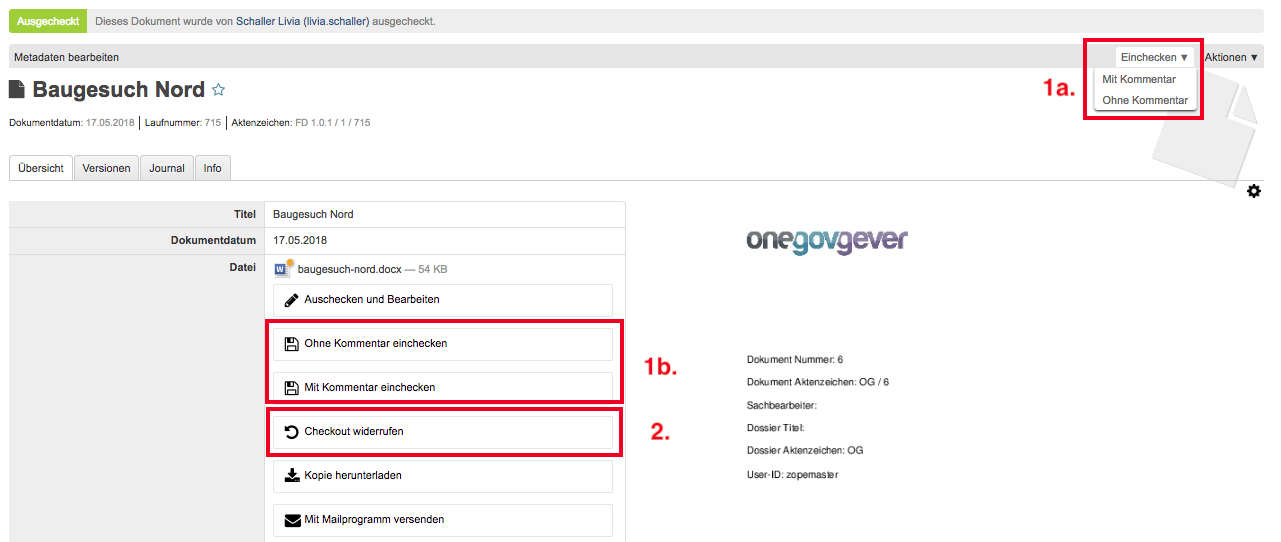 Ausgecheckt Dieses Dokument wurde von Schaller Livia (livia.schaller) ausgecheckt.
Metadaten bearbeiten Einchecken ▼ Aktionen ▼
Mit Kommentar
Ohne Kommentar
1a.
Baugesuch Nord
Dokumentdatum: 17.05.2018 | Laufnummer: 715 | Aktenzeichen: FD 1.0.1 / 1 / 715
Übersicht Versionen Journal Info
Titel Baugesuch Nord
Dokumentdatum 17.05.2018
Datei baugesuch-nord.docx — 54 KB
Auschecken und Bearbeiten
Ohne Kommentar einchecken
Mit Kommentar einchecken
1b.
Checkout widerrufen
2.
Kopie herunterladen
Mit Mailprogramm versenden
onegovgever
Dokument Nummer: 6
Dokument Aktenzeichen: OG / 6
Sachbearbeiter:
Dossier Titel:
Dossier Aktenzeichen: OG
User-ID: zopemaster